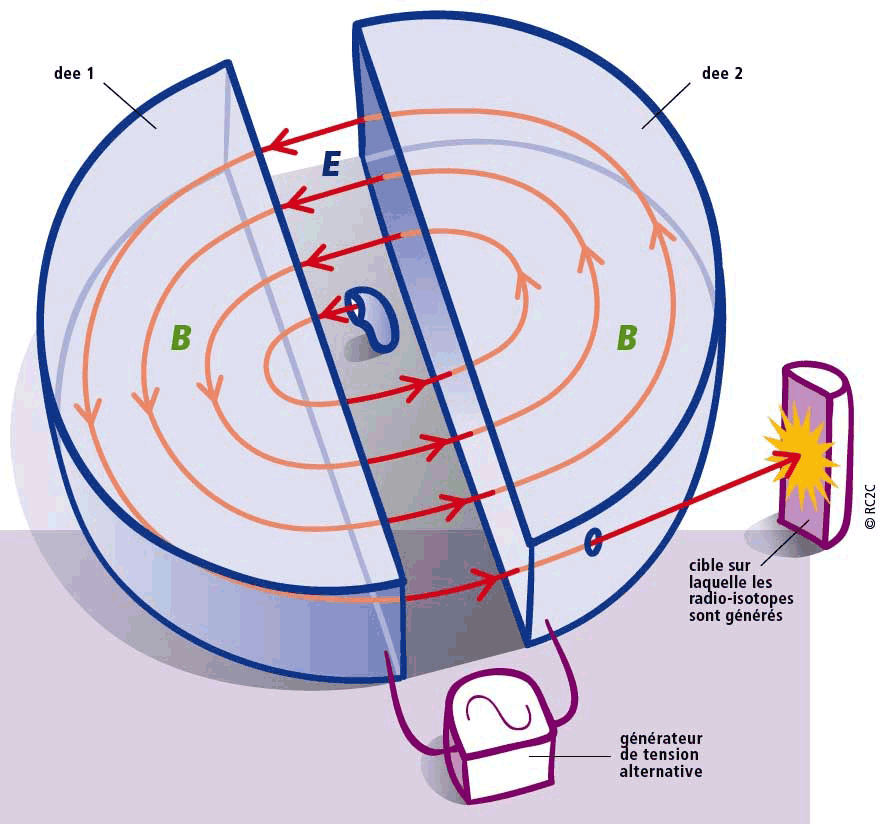 dee 1
dee 2
E
B
B
cible sur
laquelle les
radio-isotopes
sont générés
générateur
de tension
alternative
© RC2C